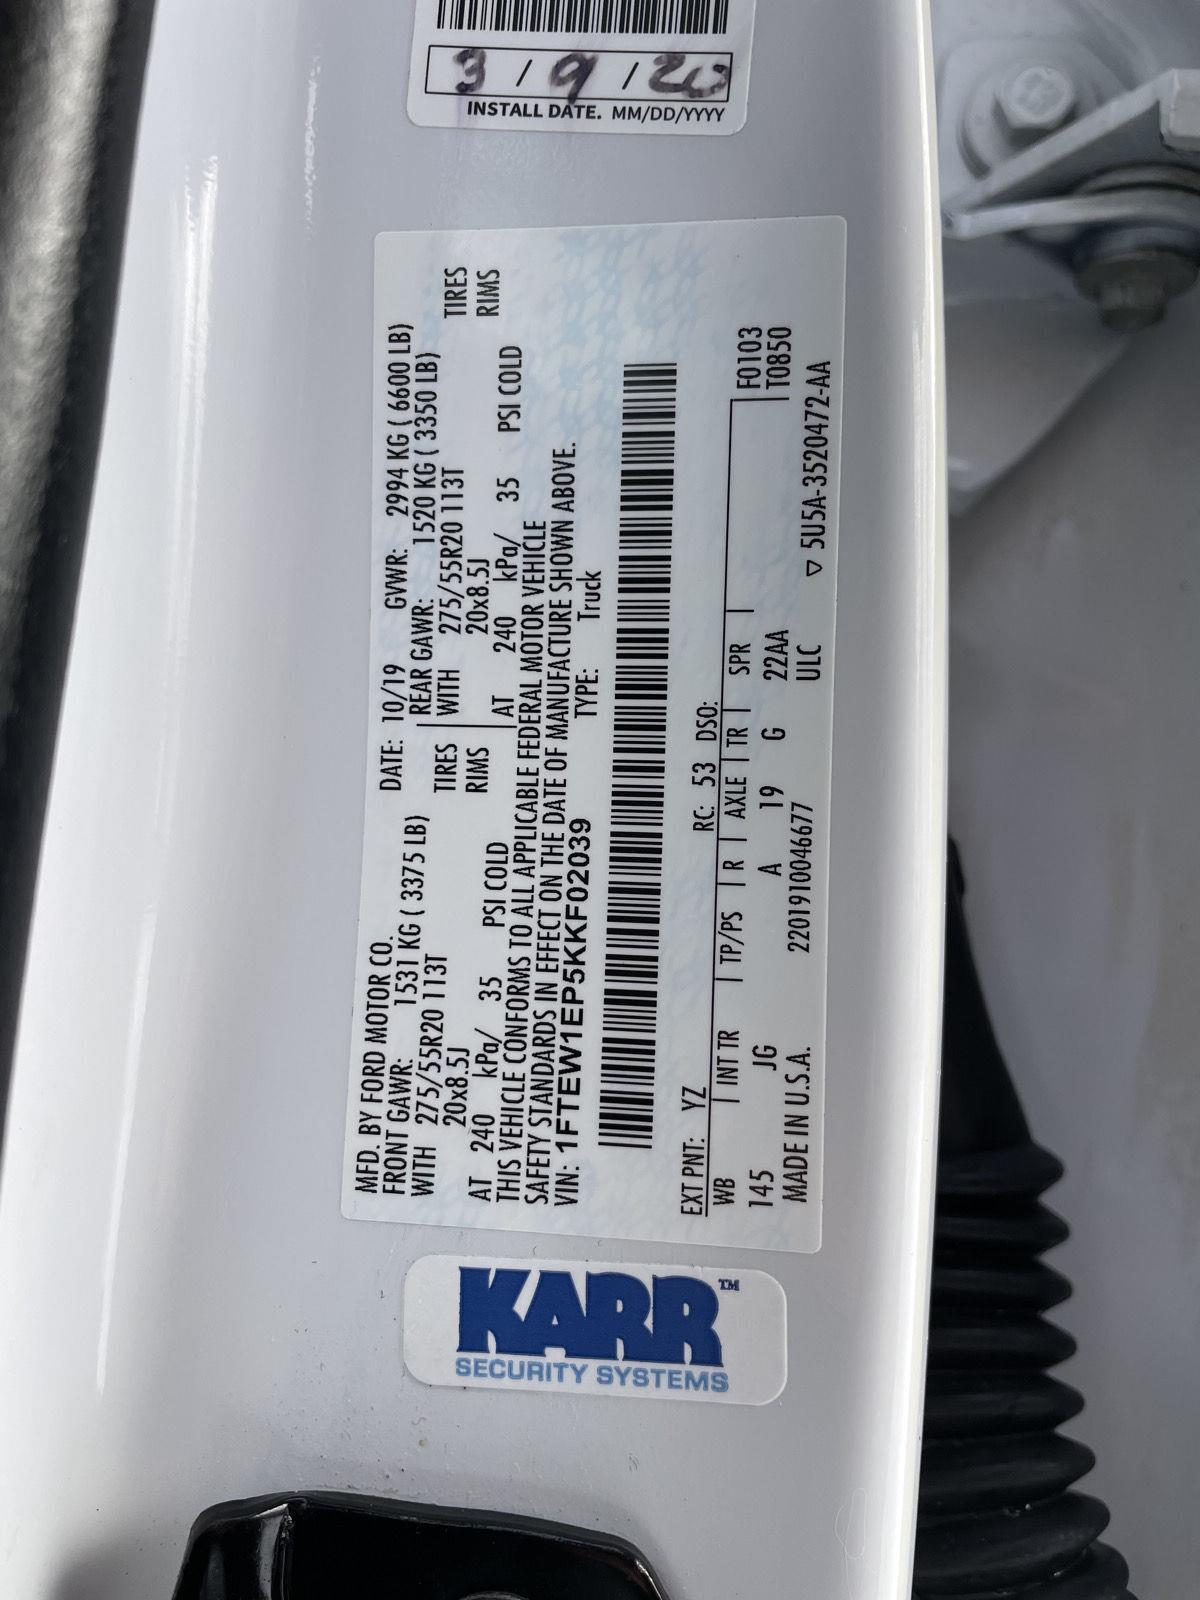 3 / 9 / 20
INSTALL DATE. MM/DD/YYYY
MFD. BY FORD MOTOR CO. DATE: 10/19 GVWR: 2994 KG ( 6600 LB)
FRONT GAWR: 1531 KG ( 3375 LB) REAR GAWR: 1520 KG ( 3350 LB)
WITH 275/55R20 113T TIRES WITH 275/55R20 113T TIRES
20x8.5J RIMS 20x8.5J RIMS
AT 240 kPa/ 35 PSI COLD AT 240 kPa/ 35 PSI COLD
THIS VEHICLE CONFORMS TO ALL APPLICABLE FEDERAL MOTOR VEHICLE
SAFETY STANDARDS IN EFFECT ON THE DATE OF MANUFACTURE SHOWN ABOVE.
VIN: 1FTEW1EP5KKF02039 TYPE: Truck
EXT PNT: YZ RC: 53 DSO:
WB INT TR TP/PS R AXLE TR SPR F0103
145 JG A 19 G 22AA T0850
MADE IN U.S.A. 2201910046677 ULC ▽ 5U5A-3520472-AA
KARR™
SECURITY SYSTEMS